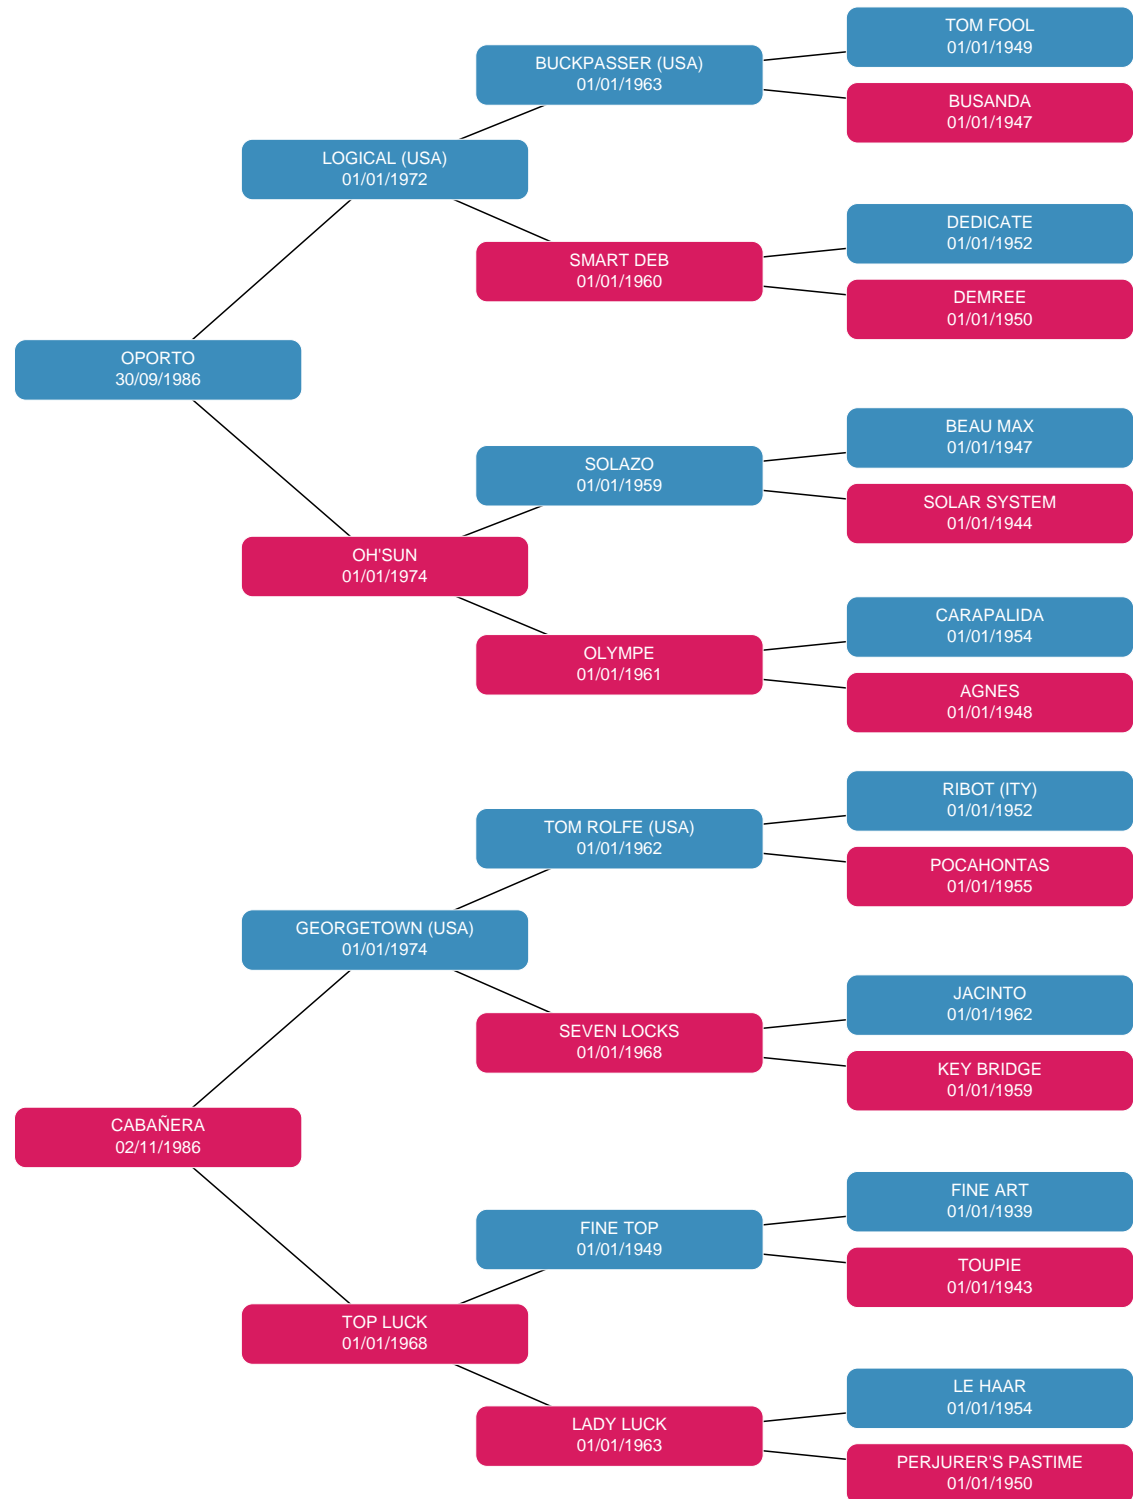 TOM FOOL
01/01/1949
BUCKPASSER (USA)
01/01/1963
BUSANDA
01/01/1947
LOGICAL (USA)
01/01/1972
DEDICATE
01/01/1952
SMART DEB
01/01/1960
DEMREE
01/01/1950
OPORTO
30/09/1986
BEAU MAX
01/01/1947
SOLAZO
01/01/1959
SOLAR SYSTEM
01/01/1944
OH'SUN
01/01/1974
CARAPALIDA
01/01/1954
OLYMPE
01/01/1961
AGNES
01/01/1948
RIBOT (ITY)
01/01/1952
TOM ROLFE (USA)
01/01/1962
POCAHONTAS
01/01/1955
GEORGETOWN (USA)
01/01/1974
JACINTO
01/01/1962
SEVEN LOCKS
01/01/1968
KEY BRIDGE
01/01/1959
CABAÑERA
02/11/1986
FINE ART
01/01/1939
FINE TOP
01/01/1949
TOUPIE
01/01/1943
TOP LUCK
01/01/1968
LE HAAR
01/01/1954
LADY LUCK
01/01/1963
PERJURER'S PASTIME
01/01/1950